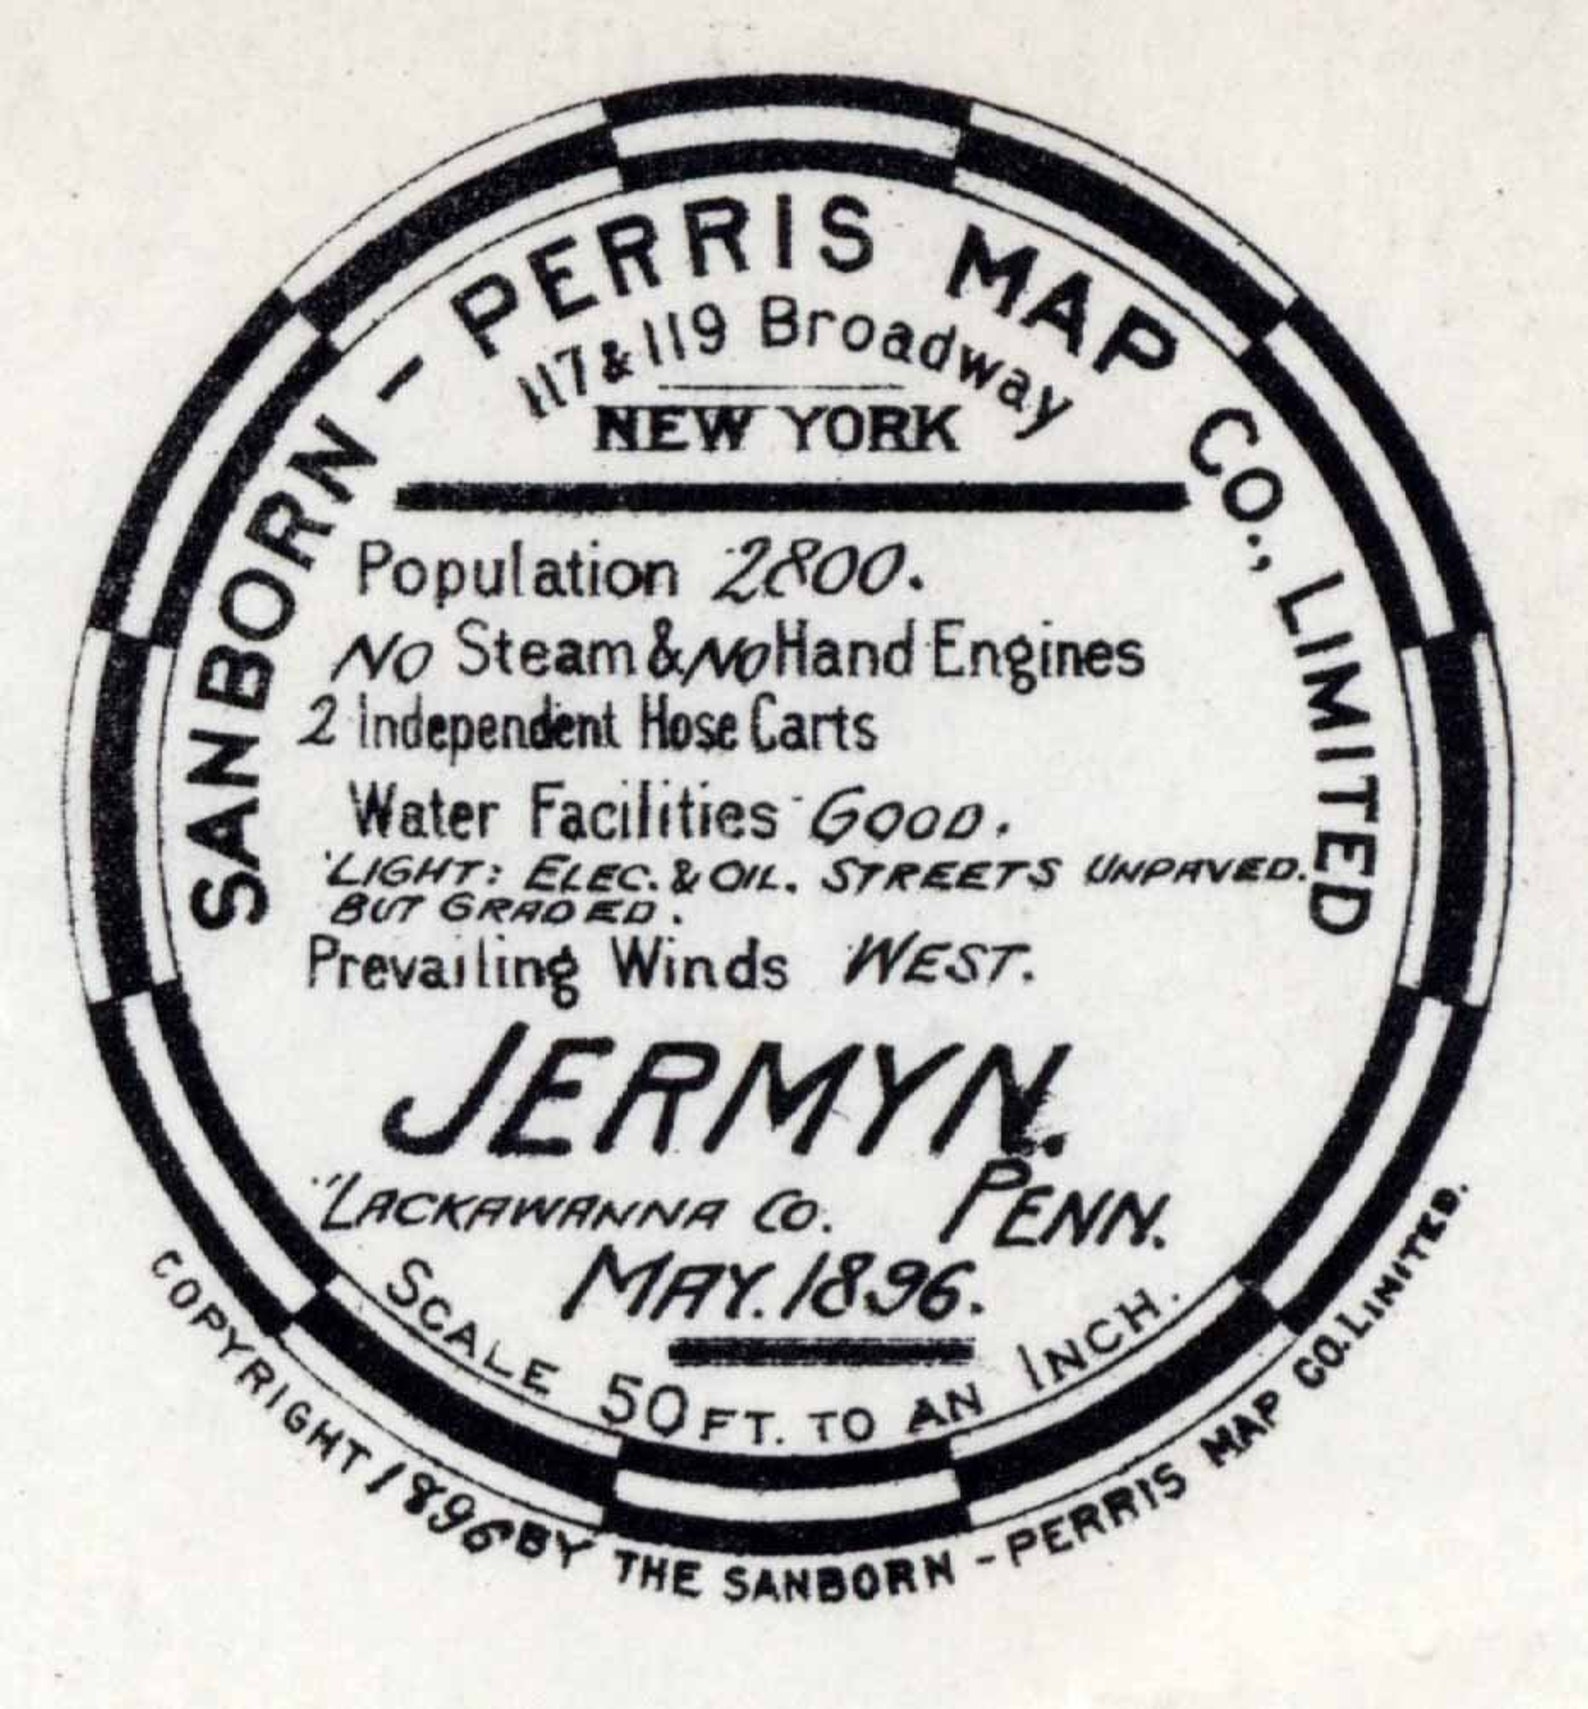 SANBORN - PERRIS MAP CO., LIMITED
117 & 119 Broadway
NEW YORK
Population 2800.
No Steam & No Hand Engines
2 Independent Hose Carts
Water Facilities GOOD.
LIGHT: ELEC. & OIL. STREETS UNPAVED.
BUT GRADED.
Prevailing Winds WEST.
JERMYN.
LACKAWANNA CO. PENN.
MAY. 1896.
SCALE 50 FT. TO AN INCH.
COPYRIGHT 1896 BY THE SANBORN - PERRIS MAP CO. LIMITED.